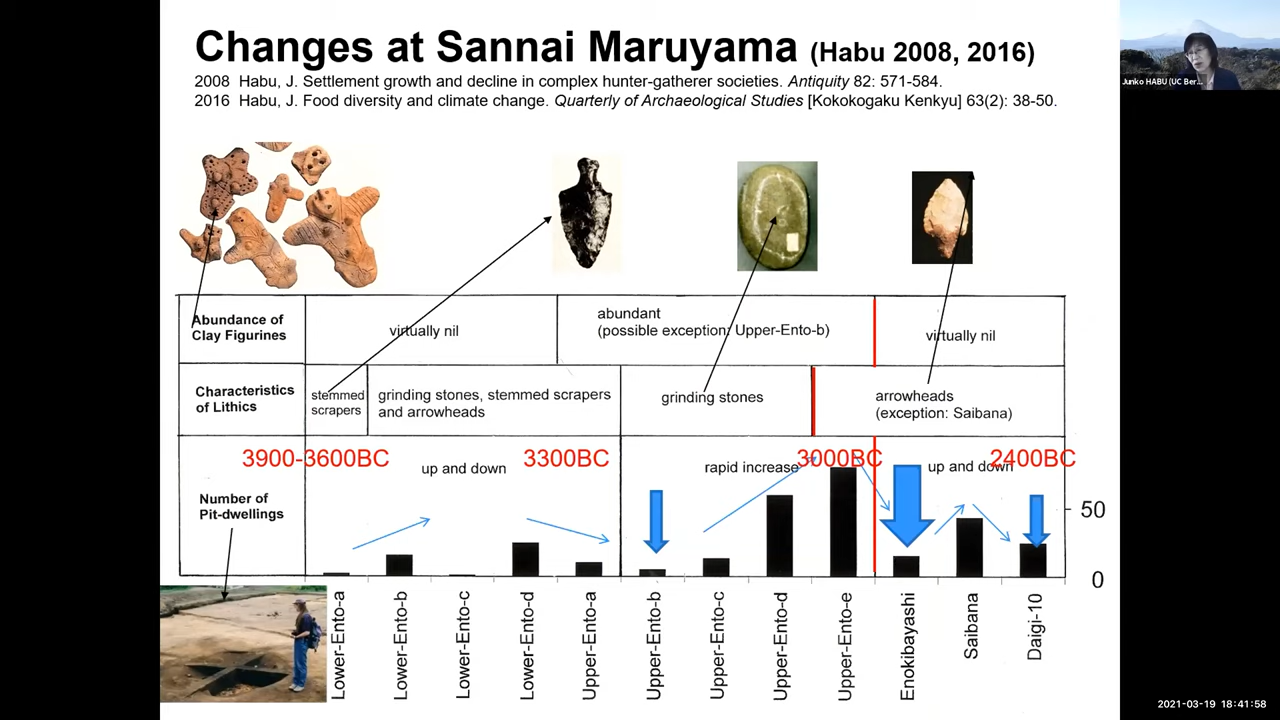 Changes at Sannai Maruyama (Habu 2008, 2016)
2008 Habu, J. Settlement growth and decline in complex hunter-gatherer societies. Antiquity 82: 571-584.
2016 Habu, J. Food diversity and climate change. Quarterly of Archaeological Studies [Kokokogaku Kenkyu] 63(2): 38-50.
Junko HABU (UC Ber...
Abundance of
Clay Figurines
virtually nil
abundant
(possible exception: Upper-Ento-b)
virtually nil
Characteristics
of Lithics
stemmed
scrapers
grinding stones, stemmed scrapers
and arrowheads
grinding stones
arrowheads
(exception: Saibana)
3900-3600BC
3300BC
3000BC
2400BC
up and down
rapid increase
up and down
Number of
Pit-dwellings
50
0
Lower-Ento-a
Lower-Ento-b
Lower-Ento-c
Lower-Ento-d
Upper-Ento-a
Upper-Ento-b
Upper-Ento-c
Upper-Ento-d
Upper-Ento-e
Enokibayashi
Saibana
Daigi-10
2021-03-19 18:41:58